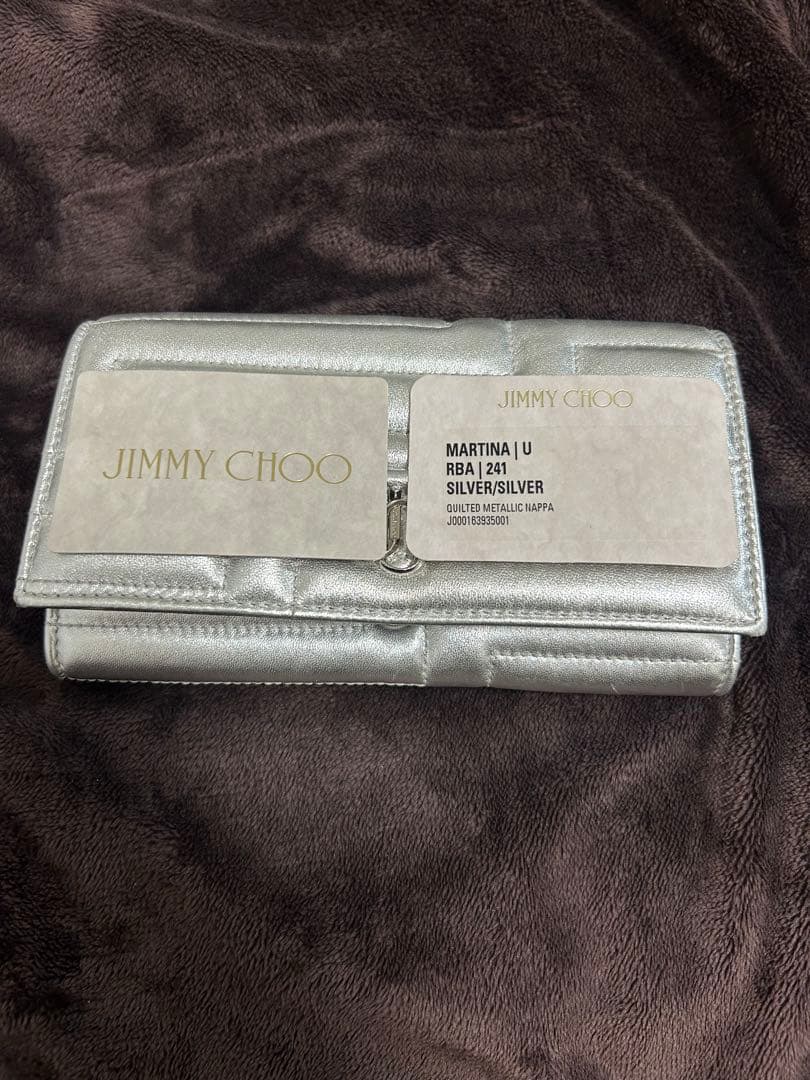 JIMMY CHOO
JIMMY CHOO
MARTINA | U
RBA | 241
SILVER/SILVER
QUILTED METALLIC NAPPA
J000163935001